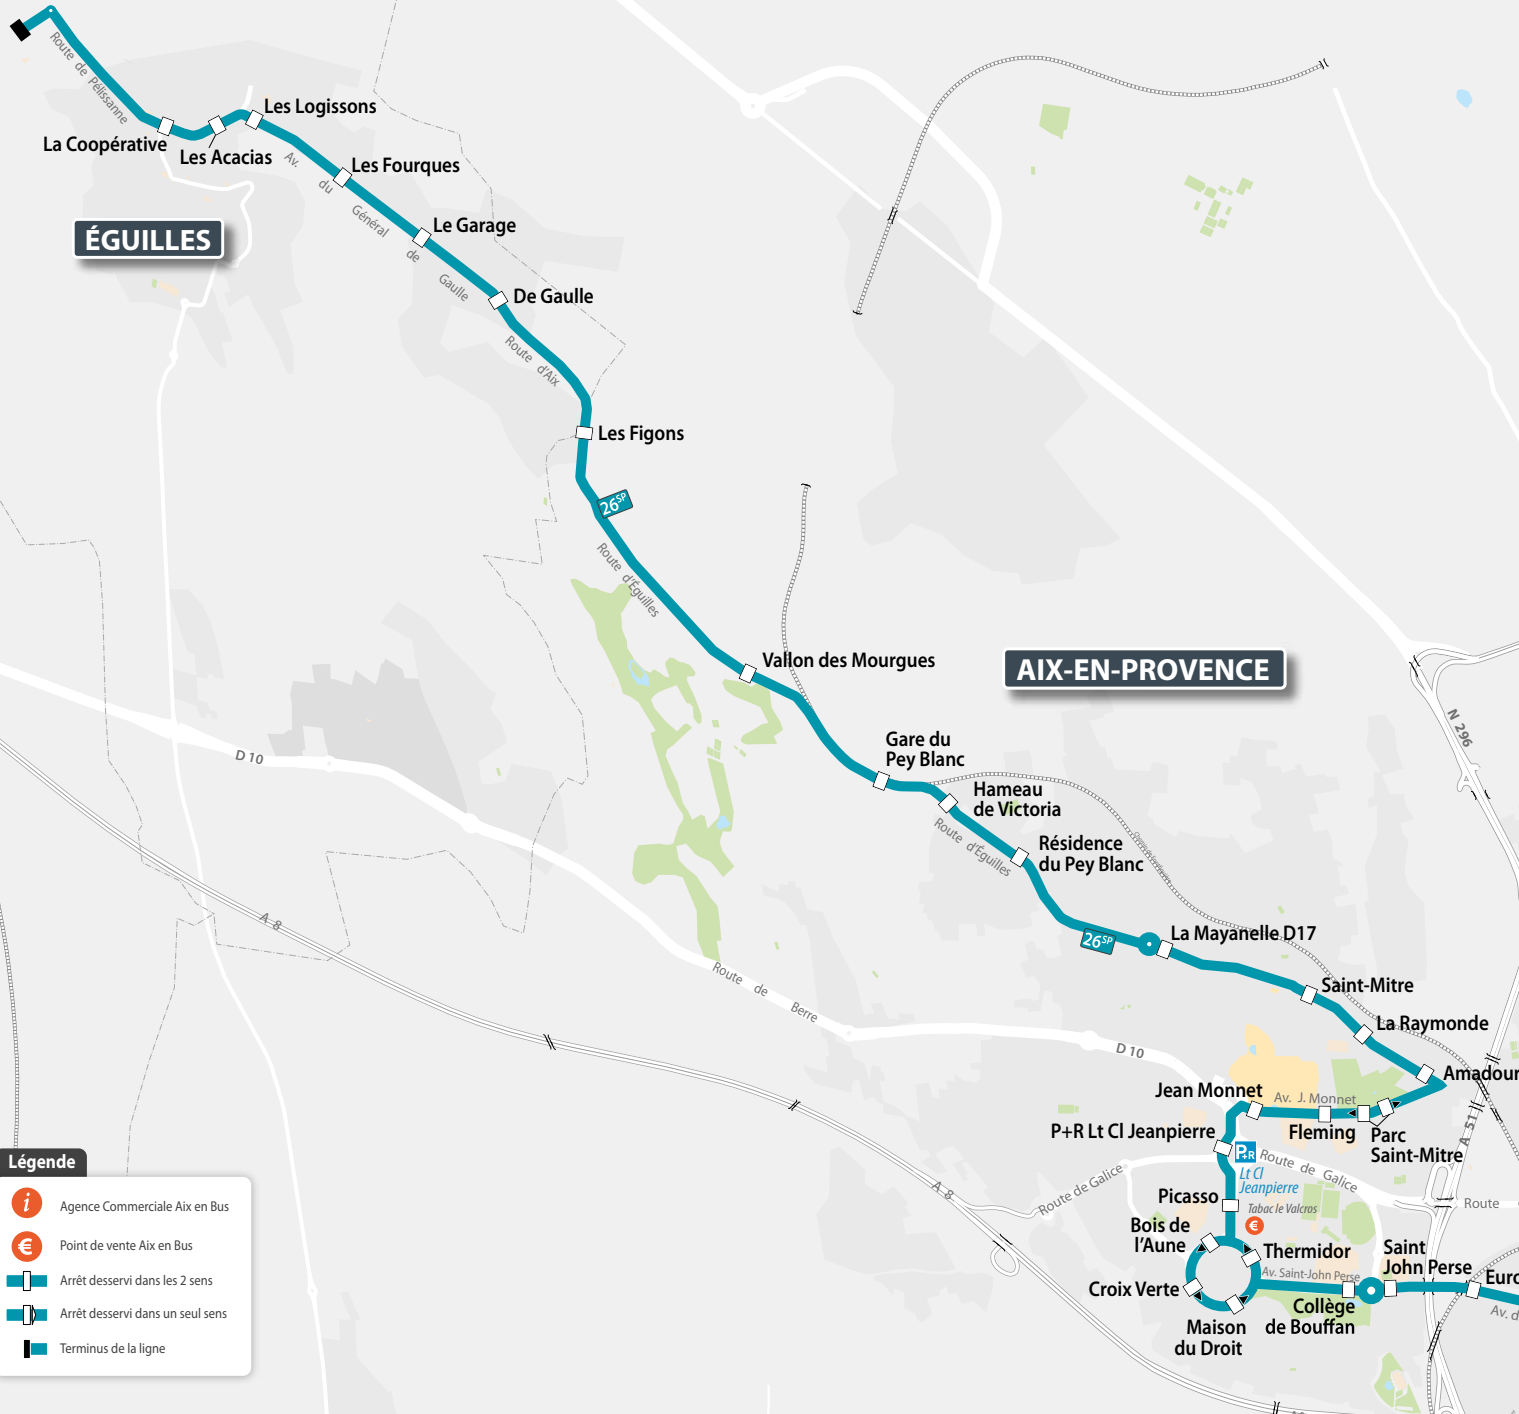 Route de Pélissanne
Les Logissons
La Coopérative
Les Acacias
Av. du Général de Gaulle
Les Fourques
ÉGUILLES
Le Garage
De Gaulle
Route d'Aix
Les Figons
26SP
Route d'Éguilles
Vallon des Mourgues
AIX-EN-PROVENCE
N 296
D 10
Gare du
Pey Blanc
Hameau
de Victoria
Route d'Éguilles
Résidence
du Pey Blanc
A 8
26SP
La Mayanelle D17
Route de Berre
Saint-Mitre
La Raymonde
D 10
Amadour
Jean Monnet
Av. J. Monnet
A 51
P+R Lt Cl Jeanpierre
Fleming
Parc
Saint-Mitre
P+R
Lt Cl
Jeanpierre
Route de Galice
Route de Galice
A 8
Route
Picasso
Tabac le Valcros
€
Bois de
l'Aune
Thermidor
Saint
John Perse
Av. Saint-John Perse
Croix Verte
Euro
Collège
de Bouffan
Av. d
Maison
du Droit
Légende
i
Agence Commerciale Aix en Bus
€
Point de vente Aix en Bus
Arrêt desservi dans les 2 sens
Arrêt desservi dans un seul sens
Terminus de la ligne